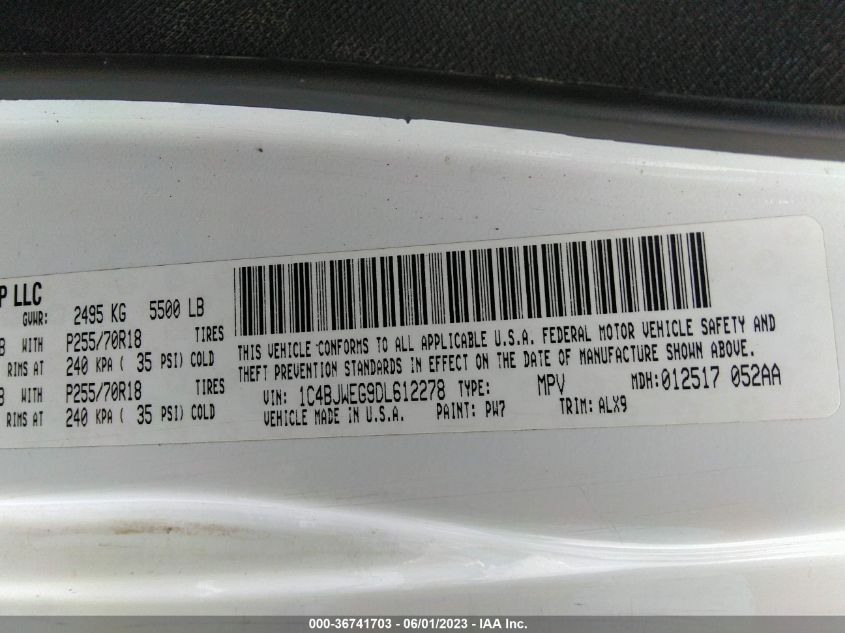 P LLC
GVWR: 2495 KG 5500 LB
B WITH P255/70R18 TIRES
RIMS AT 240 KPA ( 35 PSI) COLD
B WITH P255/70R18 TIRES
RIMS AT 240 KPA ( 35 PSI) COLD
THIS VEHICLE CONFORMS TO ALL APPLICABLE U.S.A. FEDERAL MOTOR VEHICLE SAFETY AND
THEFT PREVENTION STANDARDS IN EFFECT ON THE DATE OF MANUFACTURE SHOWN ABOVE.
VIN: 1C4BJWEG9DL612278 TYPE: MPV MDH:012517 052AA
VEHICLE MADE IN U.S.A. PAINT: PW7 TRIM: ALX9
000-36741703 - 06/01/2023 - IAA Inc.